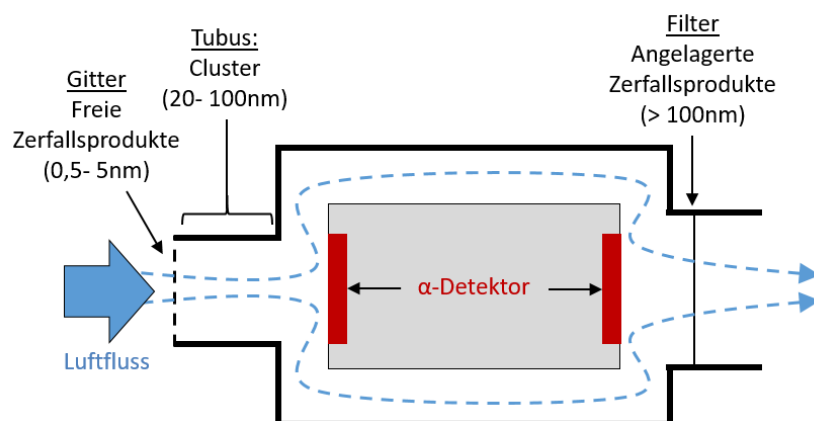 Gitter
Freie
Zerfallsprodukte
(0,5- 5nm)
Tubus:
Cluster
(20- 100nm)
Filter
Angelagerte
Zerfallsprodukte
(> 100nm)
α-Detektor
Luftfluss